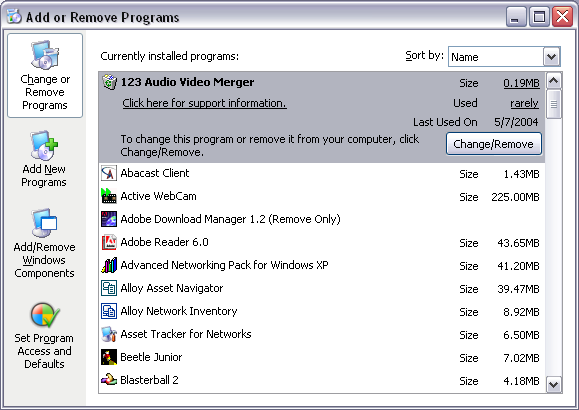 Add or Remove Programs
Change or
Remove
Programs
Add New
Programs
Add/Remove
Windows
Components
Set Program
Access and
Defaults
Currently installed programs:
Sort by: Name
123 Audio Video Merger Size 0.19MB
Click here for support information. Used rarely
Last Used On 5/7/2004
To change this program or remove it from your computer, click
Change/Remove.
Change/Remove
Abacast Client Size 1.43MB
Active WebCam Size 225.00MB
Adobe Download Manager 1.2 (Remove Only)
Adobe Reader 6.0 Size 43.65MB
Advanced Networking Pack for Windows XP Size 41.20MB
Alloy Asset Navigator Size 39.47MB
Alloy Network Inventory Size 8.92MB
Asset Tracker for Networks Size 6.50MB
Beetle Junior Size 7.02MB
Blasterball 2 Size 4.18MB